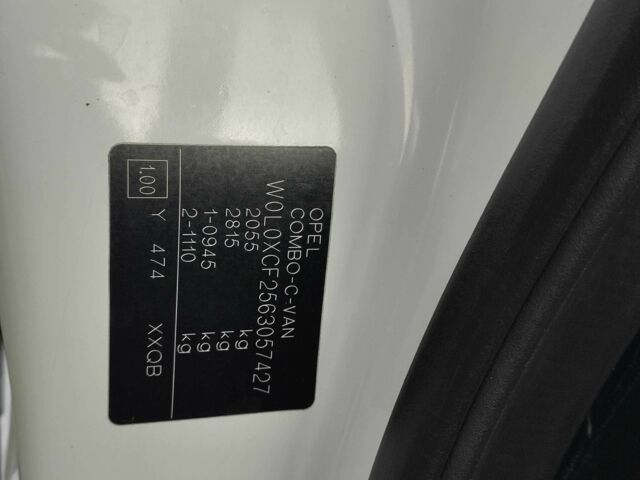 OPEL
COMBO-C-VAN
W0L0XCF2563057427
2055 kg
2815 kg
1-0945 kg
2-1110 kg
1.00 Y 474 XXQB